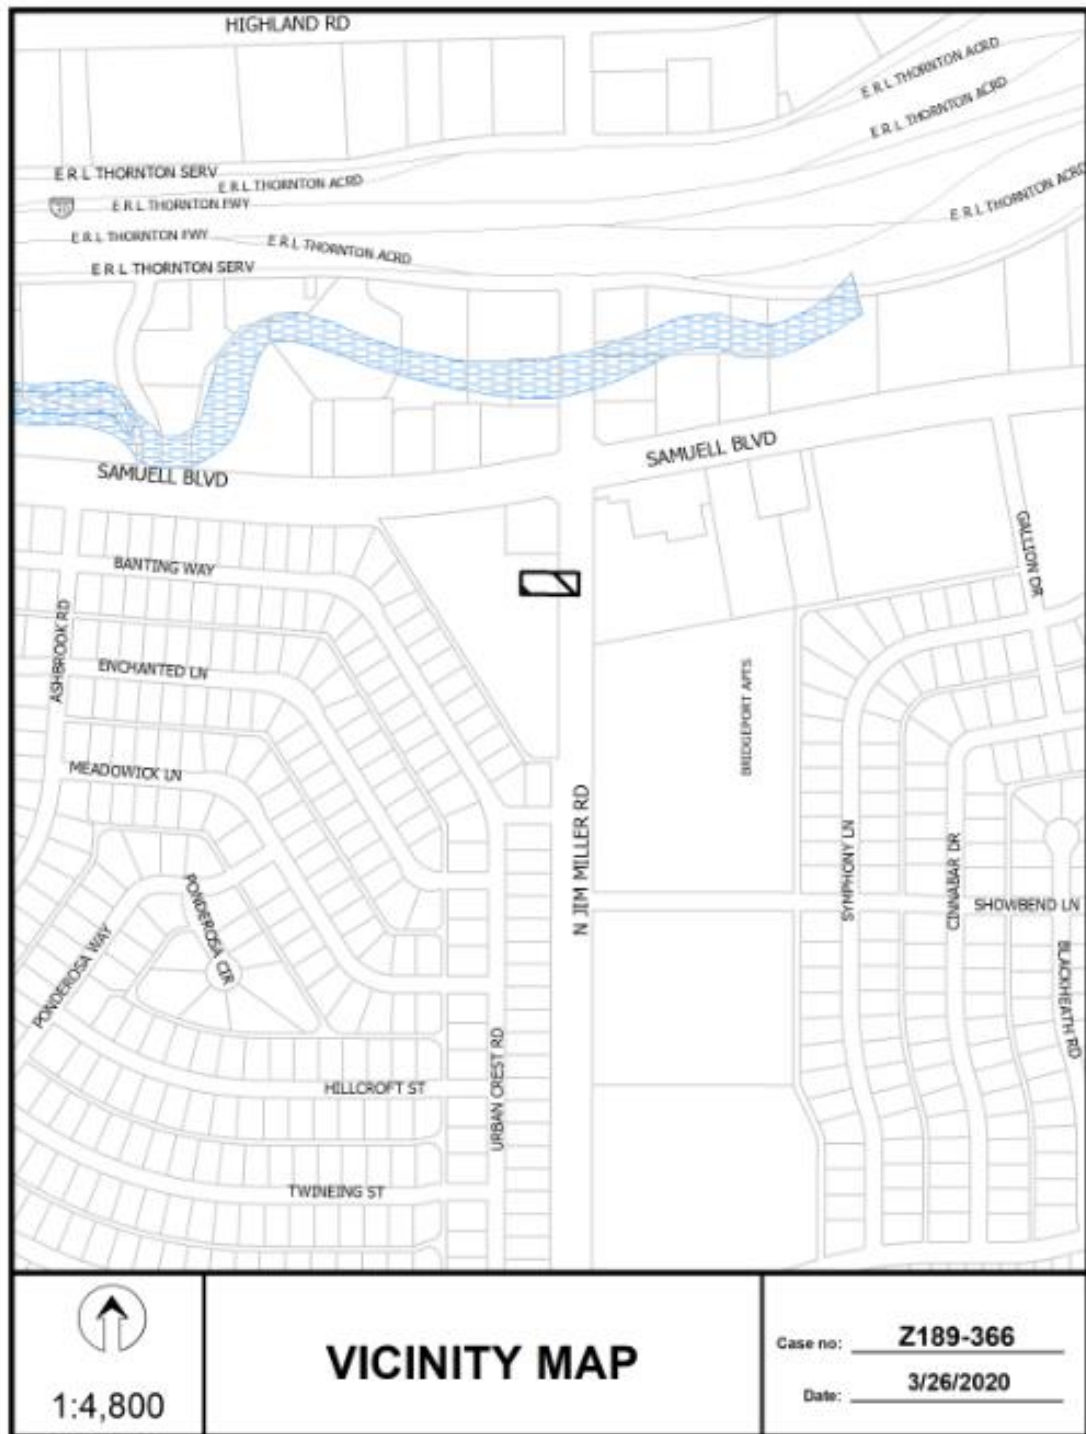 HIGHLAND RD
E R L THORNTON ACRD
E R L THORNTON ACRD
E R L THORNTON SERV
E R L THORNTON ACRD
E R L THORNTON ACRD
E R L THORNTON FWY
E R L THORNTON FWY
E R L THORNTON ACRD
E R L THORNTON SERV
SAMUELL BLVD
SAMUELL BLVD
GALLION DR
BANTING WAY
ASHBROOK RD
ENCHANTED LN
BRIDGEPORT APTS
MEADOWICK LN
N JIM MILLER RD
SYMPHONY LN
CINNABAR DR
SHOWBEND LN
PONDEROSA CIR
PONDEROSA WAY
BLACKHEATH RD
URBAN CREST RD
HILLCROFT ST
TWINEING ST
1:4,800
VICINITY MAP
Case no: Z189-366
Date: 3/26/2020